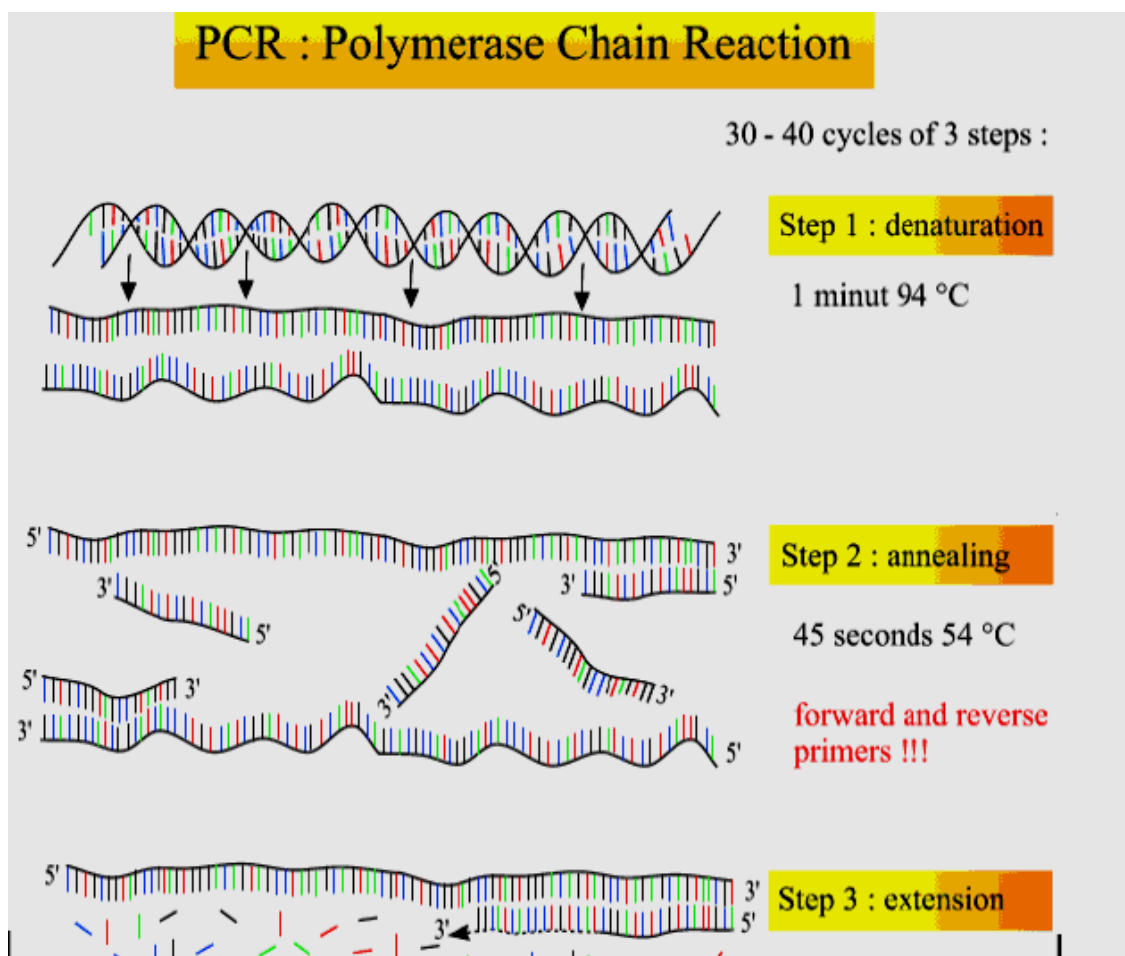 PCR : Polymerase Chain Reaction
30 - 40 cycles of 3 steps :
Step 1 : denaturation
1 minut 94 °C
5'
3'
Step 2 : annealing
3'
5'
3'
5'
5'
45 seconds 54 °C
5'
3'
3'
3'
forward and reverse
primers !!!
3'
5'
5'
3'
Step 3 : extension
3'
5'